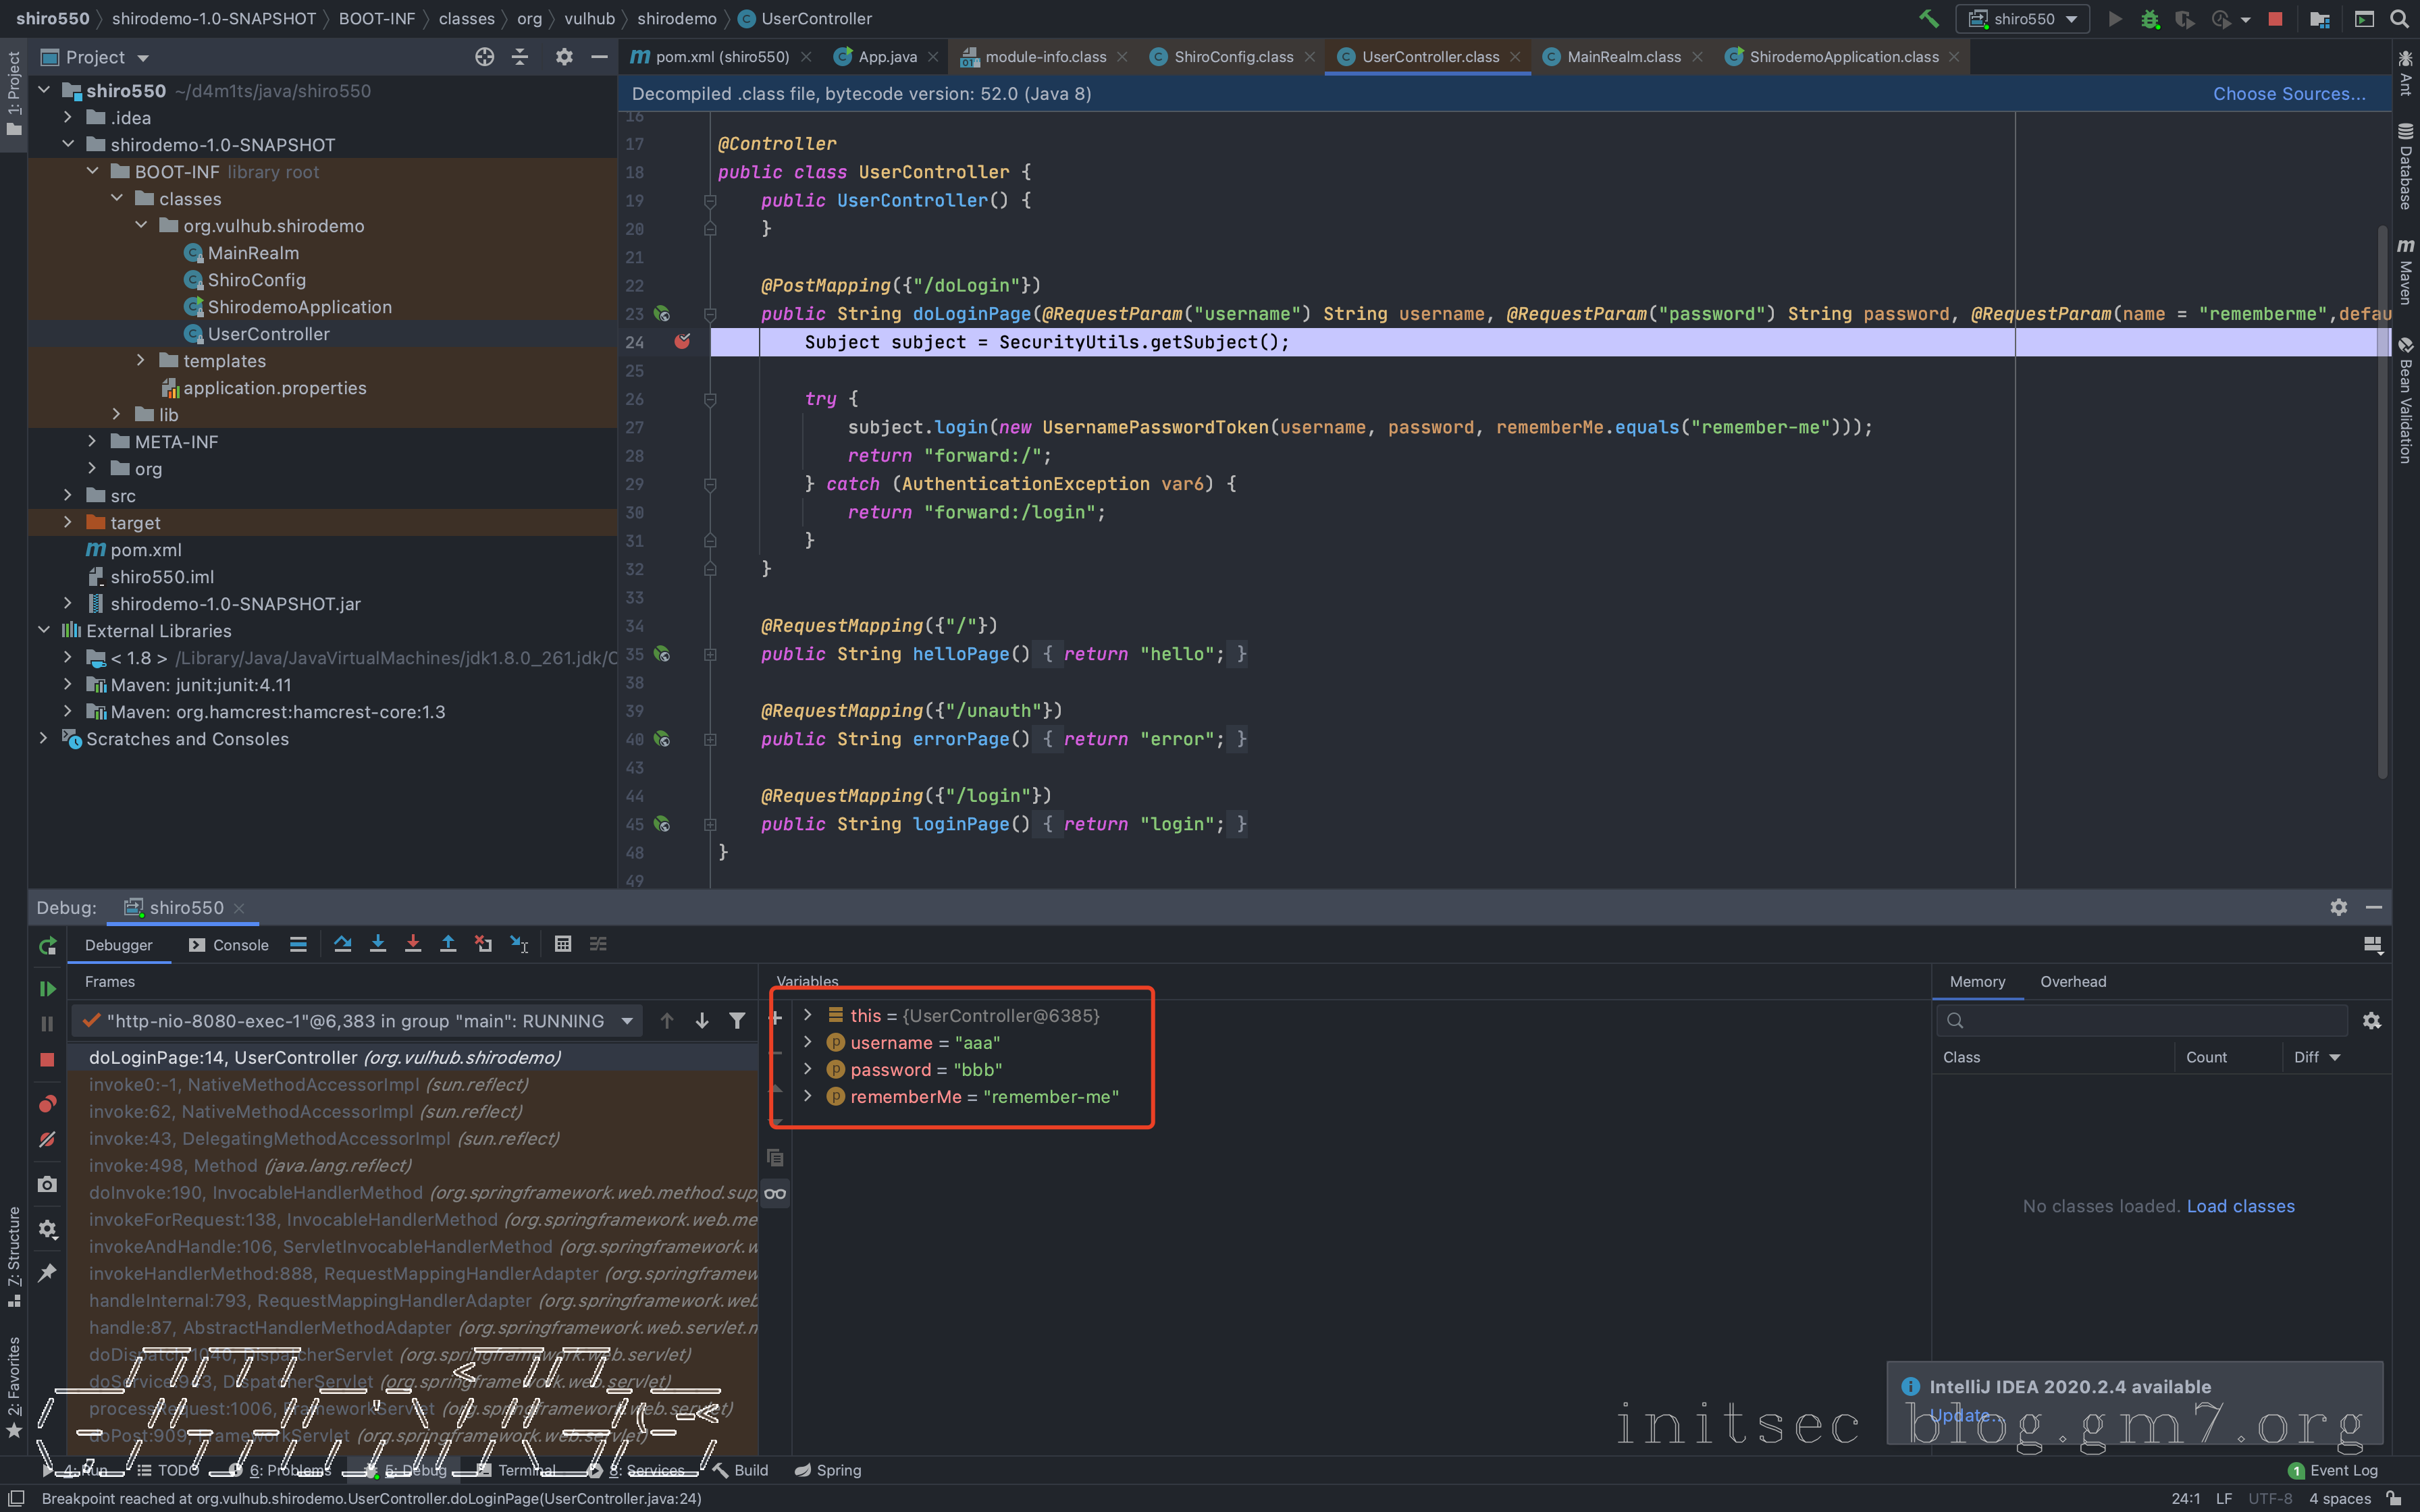 shiro550 〉 shirodemo-1.0-SNAPSHOT 〉 BOOT-INF 〉 classes 〉 org 〉 vulhub 〉 shirodemo 〉 UserController
shiro550
1: Project
Project
pom.xml (shiro550)
App.java
module-info.class
ShiroConfig.class
UserController.class
MainRealm.class
ShirodemoApplication.class
shiro550 ~/d4m1ts/java/shiro550
.idea
shirodemo-1.0-SNAPSHOT
BOOT-INF library root
classes
org.vulhub.shirodemo
MainRealm
ShiroConfig
ShirodemoApplication
UserController
templates
application.properties
lib
META-INF
org
src
target
pom.xml
shiro550.iml
shirodemo-1.0-SNAPSHOT.jar
External Libraries
< 1.8 > /Library/Java/JavaVirtualMachines/jdk1.8.0_261.jdk/C
Maven: junit:junit:4.11
Maven: org.hamcrest:hamcrest-core:1.3
Scratches and Consoles
Decompiled .class file, bytecode version: 52.0 (Java 8)
Choose Sources...
16
17 @Controller
18 public class UserController {
19 public UserController() {
20 }
21
22 @PostMapping({"/doLogin"})
23 public String doLoginPage(@RequestParam("username") String username, @RequestParam("password") String password, @RequestParam(name = "rememberme",defau
24 Subject subject = SecurityUtils.getSubject();
25
26 try {
27 subject.login(new UsernamePasswordToken(username, password, rememberMe.equals("remember-me")));
28 return "forward:/";
29 } catch (AuthenticationException var6) {
30 return "forward:/login";
31 }
32 }
33
34 @RequestMapping({"/"})
35 public String helloPage() { return "hello"; }
38
39 @RequestMapping({"/unauth"})
40 public String errorPage() { return "error"; }
43
44 @RequestMapping({"/login"})
45 public String loginPage() { return "login"; }
48 }
49
Ant
Database
Maven
Bean Validation
Debug: shiro550
Debugger
Console
Frames
"http-nio-8080-exec-1"@6,383 in group "main": RUNNING
doLoginPage:14, UserController (org.vulhub.shirodemo)
invoke0:-1, NativeMethodAccessorImpl (sun.reflect)
invoke:62, NativeMethodAccessorImpl (sun.reflect)
invoke:43, DelegatingMethodAccessorImpl (sun.reflect)
invoke:498, Method (java.lang.reflect)
doInvoke:190, InvocableHandlerMethod (org.springframework.web.method.sup
invokeForRequest:138, InvocableHandlerMethod (org.springframework.web.me
invokeAndHandle:106, ServletInvocableHandlerMethod (org.springframework.w
invokeHandlerMethod:888, RequestMappingHandlerAdapter (org.springframew
handleInternal:793, RequestMappingHandlerAdapter (org.springframework.web
handle:87, AbstractHandlerMethodAdapter (org.springframework.web.servlet.m
doDispatch:1040, DispatcherServlet (org.springframework.web.servlet)
doService:943, DispatcherServlet (org.springframework.web.servlet)
processRequest:1006, FrameworkServlet (org.springframework.web.servlet)
doPost:909, FrameworkServlet (org.springframework.web.servlet)
Variables
this = {UserController@6385}
username = "aaa"
password = "bbb"
rememberMe = "remember-me"
Memory
Overhead
Class
Count
Diff
No classes loaded. Load classes
7: Structure
2: Favorites
IntelliJ IDEA 2020.2.4 available
Update...
initsec blog.gm7.org
4: Run
TODO
6: Problems
5: Debug
Terminal
8: Services
Build
Spring
1 Event Log
Breakpoint reached at org.vulhub.shirodemo.UserController.doLoginPage(UserController.java:24)
24:1 LF UTF-8 4 spaces